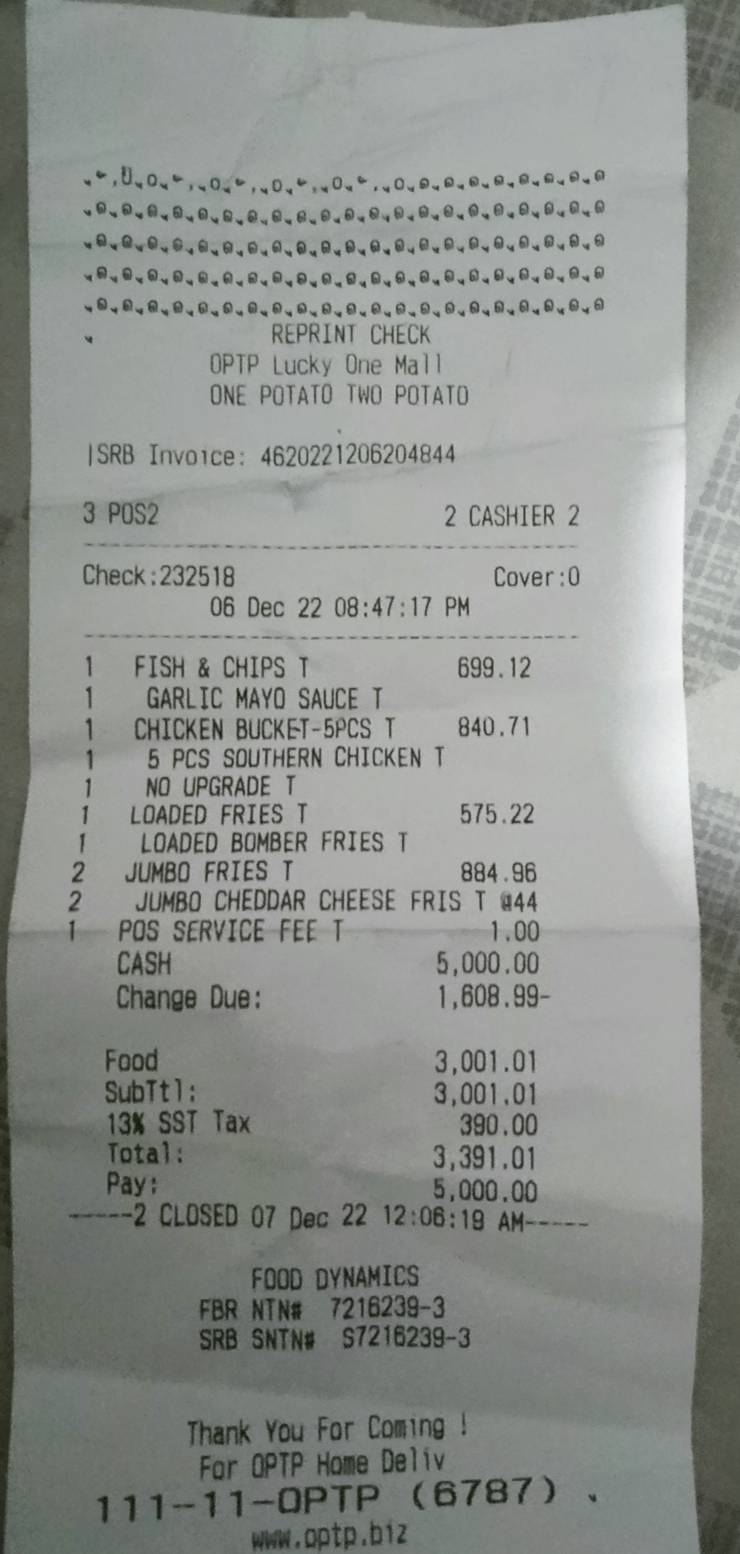 REPRINT CHECK
OPTP Lucky One Mall
ONE POTATO TWO POTATO
SRB Invoice: 4620221206204844
3 POS2 2 CASHIER 2
Check:232518 Cover:0
06 Dec 22 08:47:17 PM
1 FISH & CHIPS T 699.12
1 GARLIC MAYO SAUCE T
1 CHICKEN BUCKET-5PCS T 840.71
1 5 PCS SOUTHERN CHICKEN T
1 NO UPGRADE T
1 LOADED FRIES T 575.22
1 LOADED BOMBER FRIES T
2 JUMBO FRIES T 884.96
2 JUMBO CHEDDAR CHEESE FRIS T @44
1 POS SERVICE FEE T 1.00
CASH 5,000.00
Change Due: 1,608.99-
Food 3,001.01
SubTtl: 3,001.01
13% SST Tax 390.00
Total: 3,391.01
Pay: 5,000.00
-----2 CLOSED 07 Dec 22 12:06:19 AM-----
FOOD DYNAMICS
FBR NTN# 7216239-3
SRB SNTN# S7216239-3
Thank You For Coming !
For OPTP Home Deliv
111-11-OPTP (6787) .
www.optp.biz